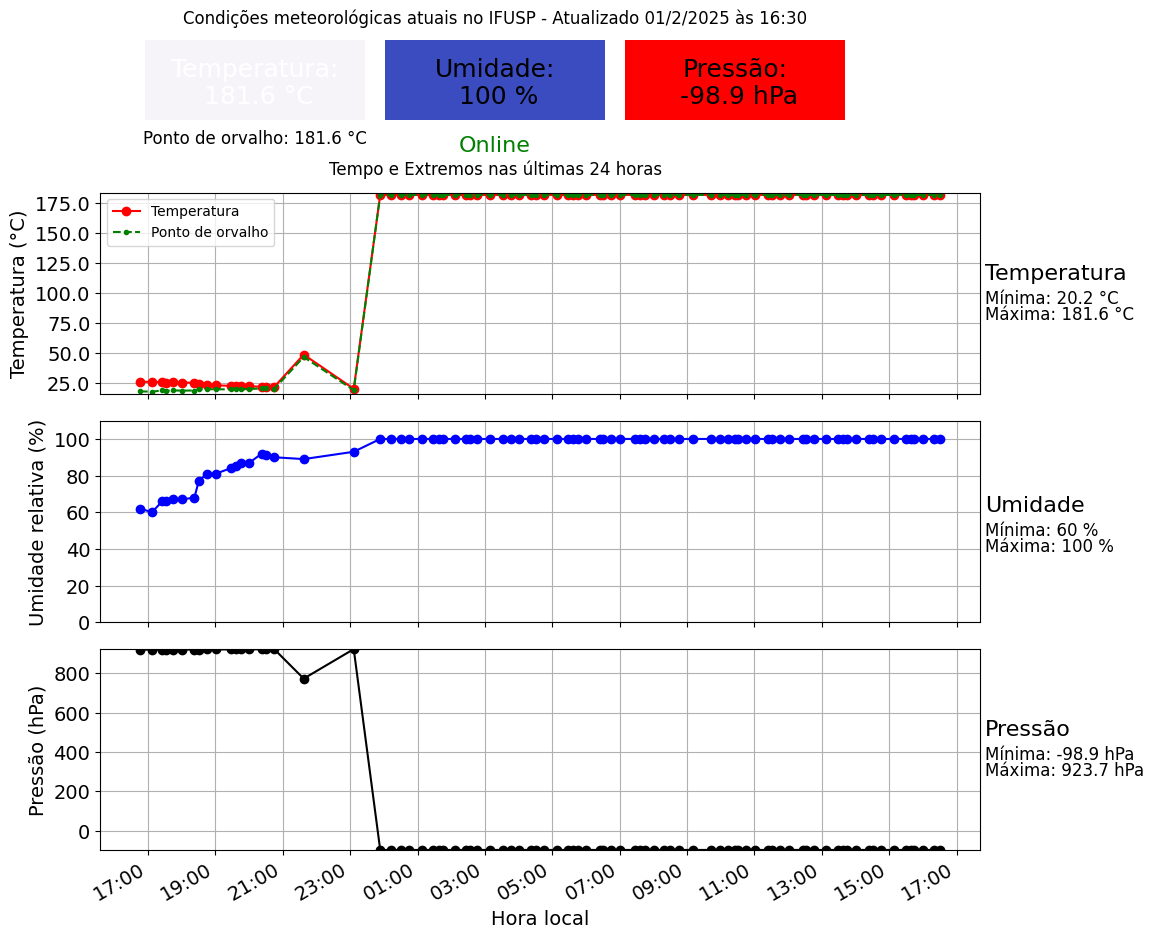 Condições meteorológicas atuais no IFUSP - Atualizado 01/2/2025 às 16:30
Temperatura:
181.6 °C
Umidade:
100 %
Pressão:
-98.9 hPa
Ponto de orvalho: 181.6 °C
Online
Tempo e Extremos nas últimas 24 horas
Temperatura (°C)
175.0
150.0
125.0
100.0
75.0
50.0
25.0
Temperatura
Ponto de orvalho
Temperatura
Mínima: 20.2 °C
Máxima: 181.6 °C
Umidade relativa (%)
100
80
60
40
20
0
Umidade
Mínima: 60 %
Máxima: 100 %
Pressão (hPa)
800
600
400
200
0
Pressão
Mínima: -98.9 hPa
Máxima: 923.7 hPa
17:00 19:00 21:00 23:00 01:00 03:00 05:00 07:00 09:00 11:00 13:00 15:00 17:00
Hora local